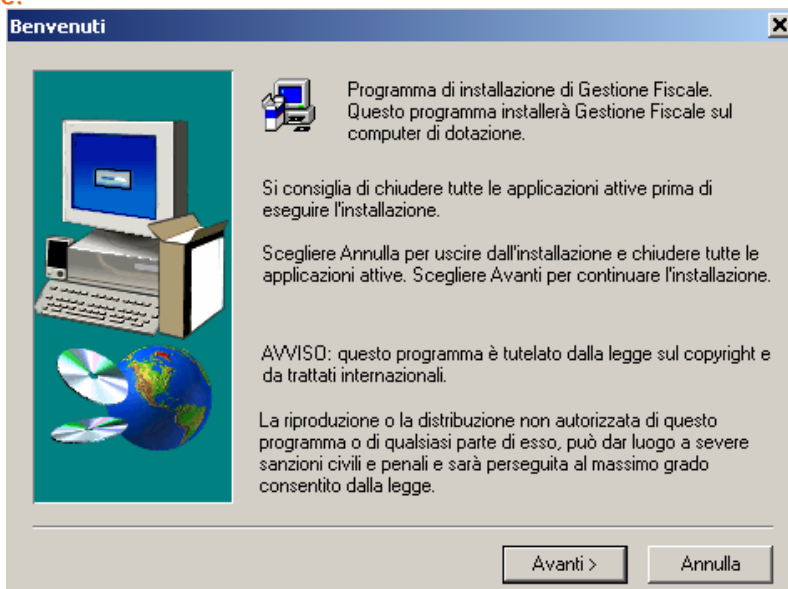 Benvenuti
Programma di installazione di Gestione Fiscale.
Questo programma installerà Gestione Fiscale sul
computer di dotazione.
Si consiglia di chiudere tutte le applicazioni attive prima di
eseguire l'installazione.
Scegliere Annulla per uscire dall'installazione e chiudere tutte le
applicazioni attive. Scegliere Avanti per continuare l'installazione.
AVVISO: questo programma è tutelato dalla legge sul copyright e
da trattati internazionali.
La riproduzione o la distribuzione non autorizzata di questo
programma o di qualsiasi parte di esso, può dar luogo a severe
sanzioni civili e penali e sarà perseguita al massimo grado
consentito dalla legge.
Avanti > Annulla